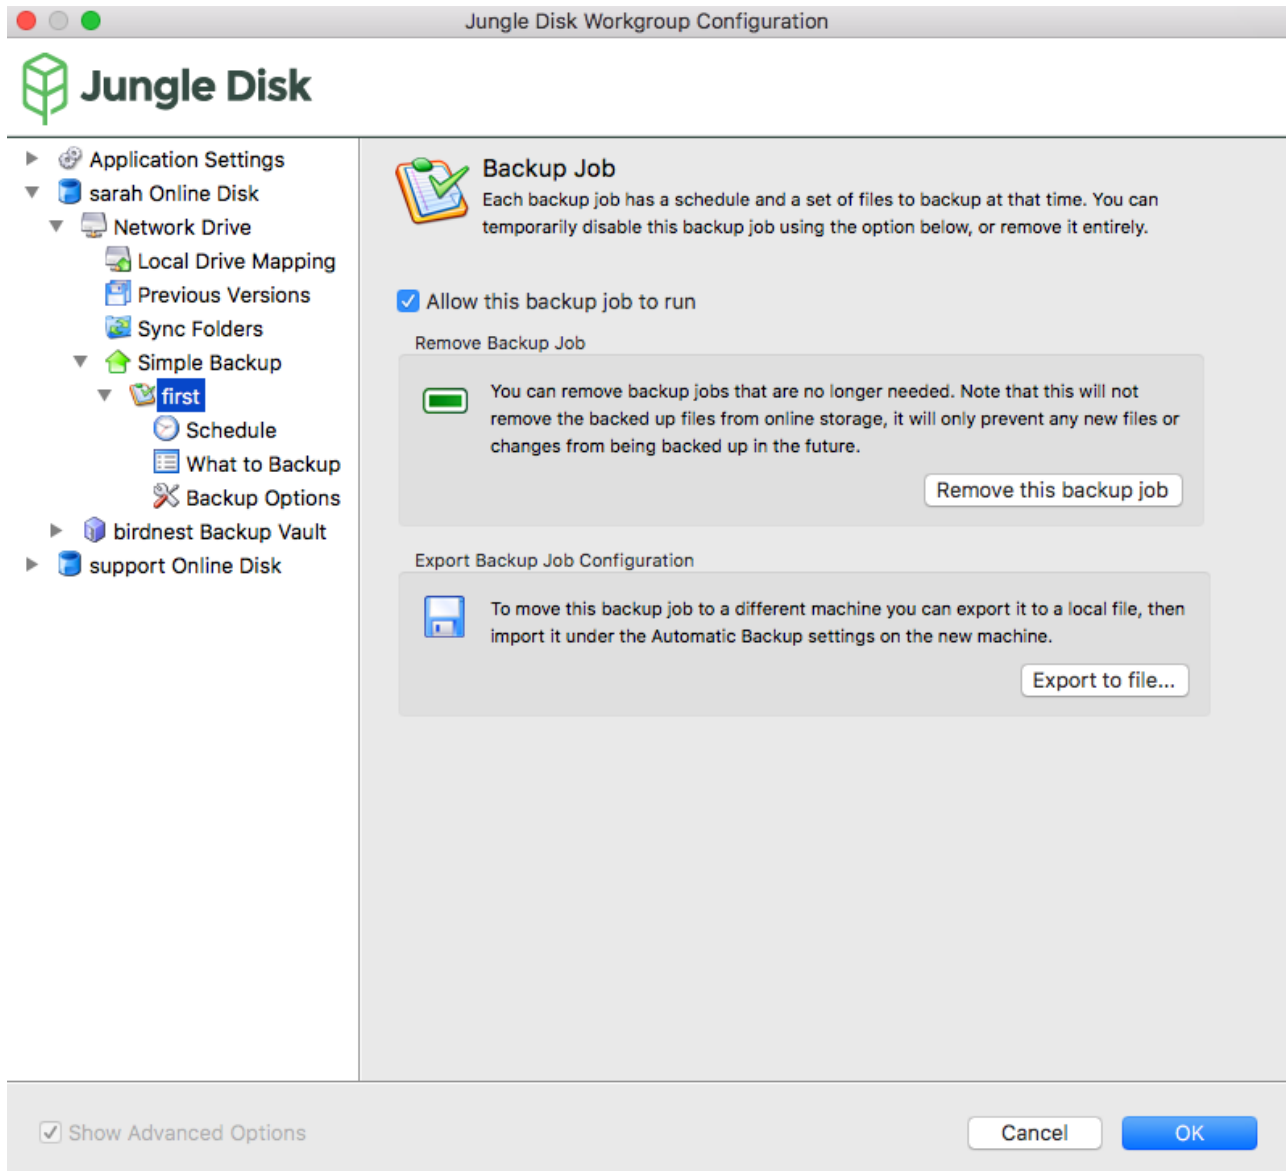 Jungle Disk Workgroup Configuration
Jungle Disk
Application Settings
sarah Online Disk
Network Drive
Local Drive Mapping
Previous Versions
Sync Folders
Simple Backup
first
Schedule
What to Backup
Backup Options
birdnest Backup Vault
support Online Disk
Backup Job
Each backup job has a schedule and a set of files to backup at that time. You can
temporarily disable this backup job using the option below, or remove it entirely.
Allow this backup job to run
Remove Backup Job
You can remove backup jobs that are no longer needed. Note that this will not
remove the backed up files from online storage, it will only prevent any new files or
changes from being backed up in the future.
Remove this backup job
Export Backup Job Configuration
To move this backup job to a different machine you can export it to a local file, then
import it under the Automatic Backup settings on the new machine.
Export to file...
Show Advanced Options
Cancel
OK